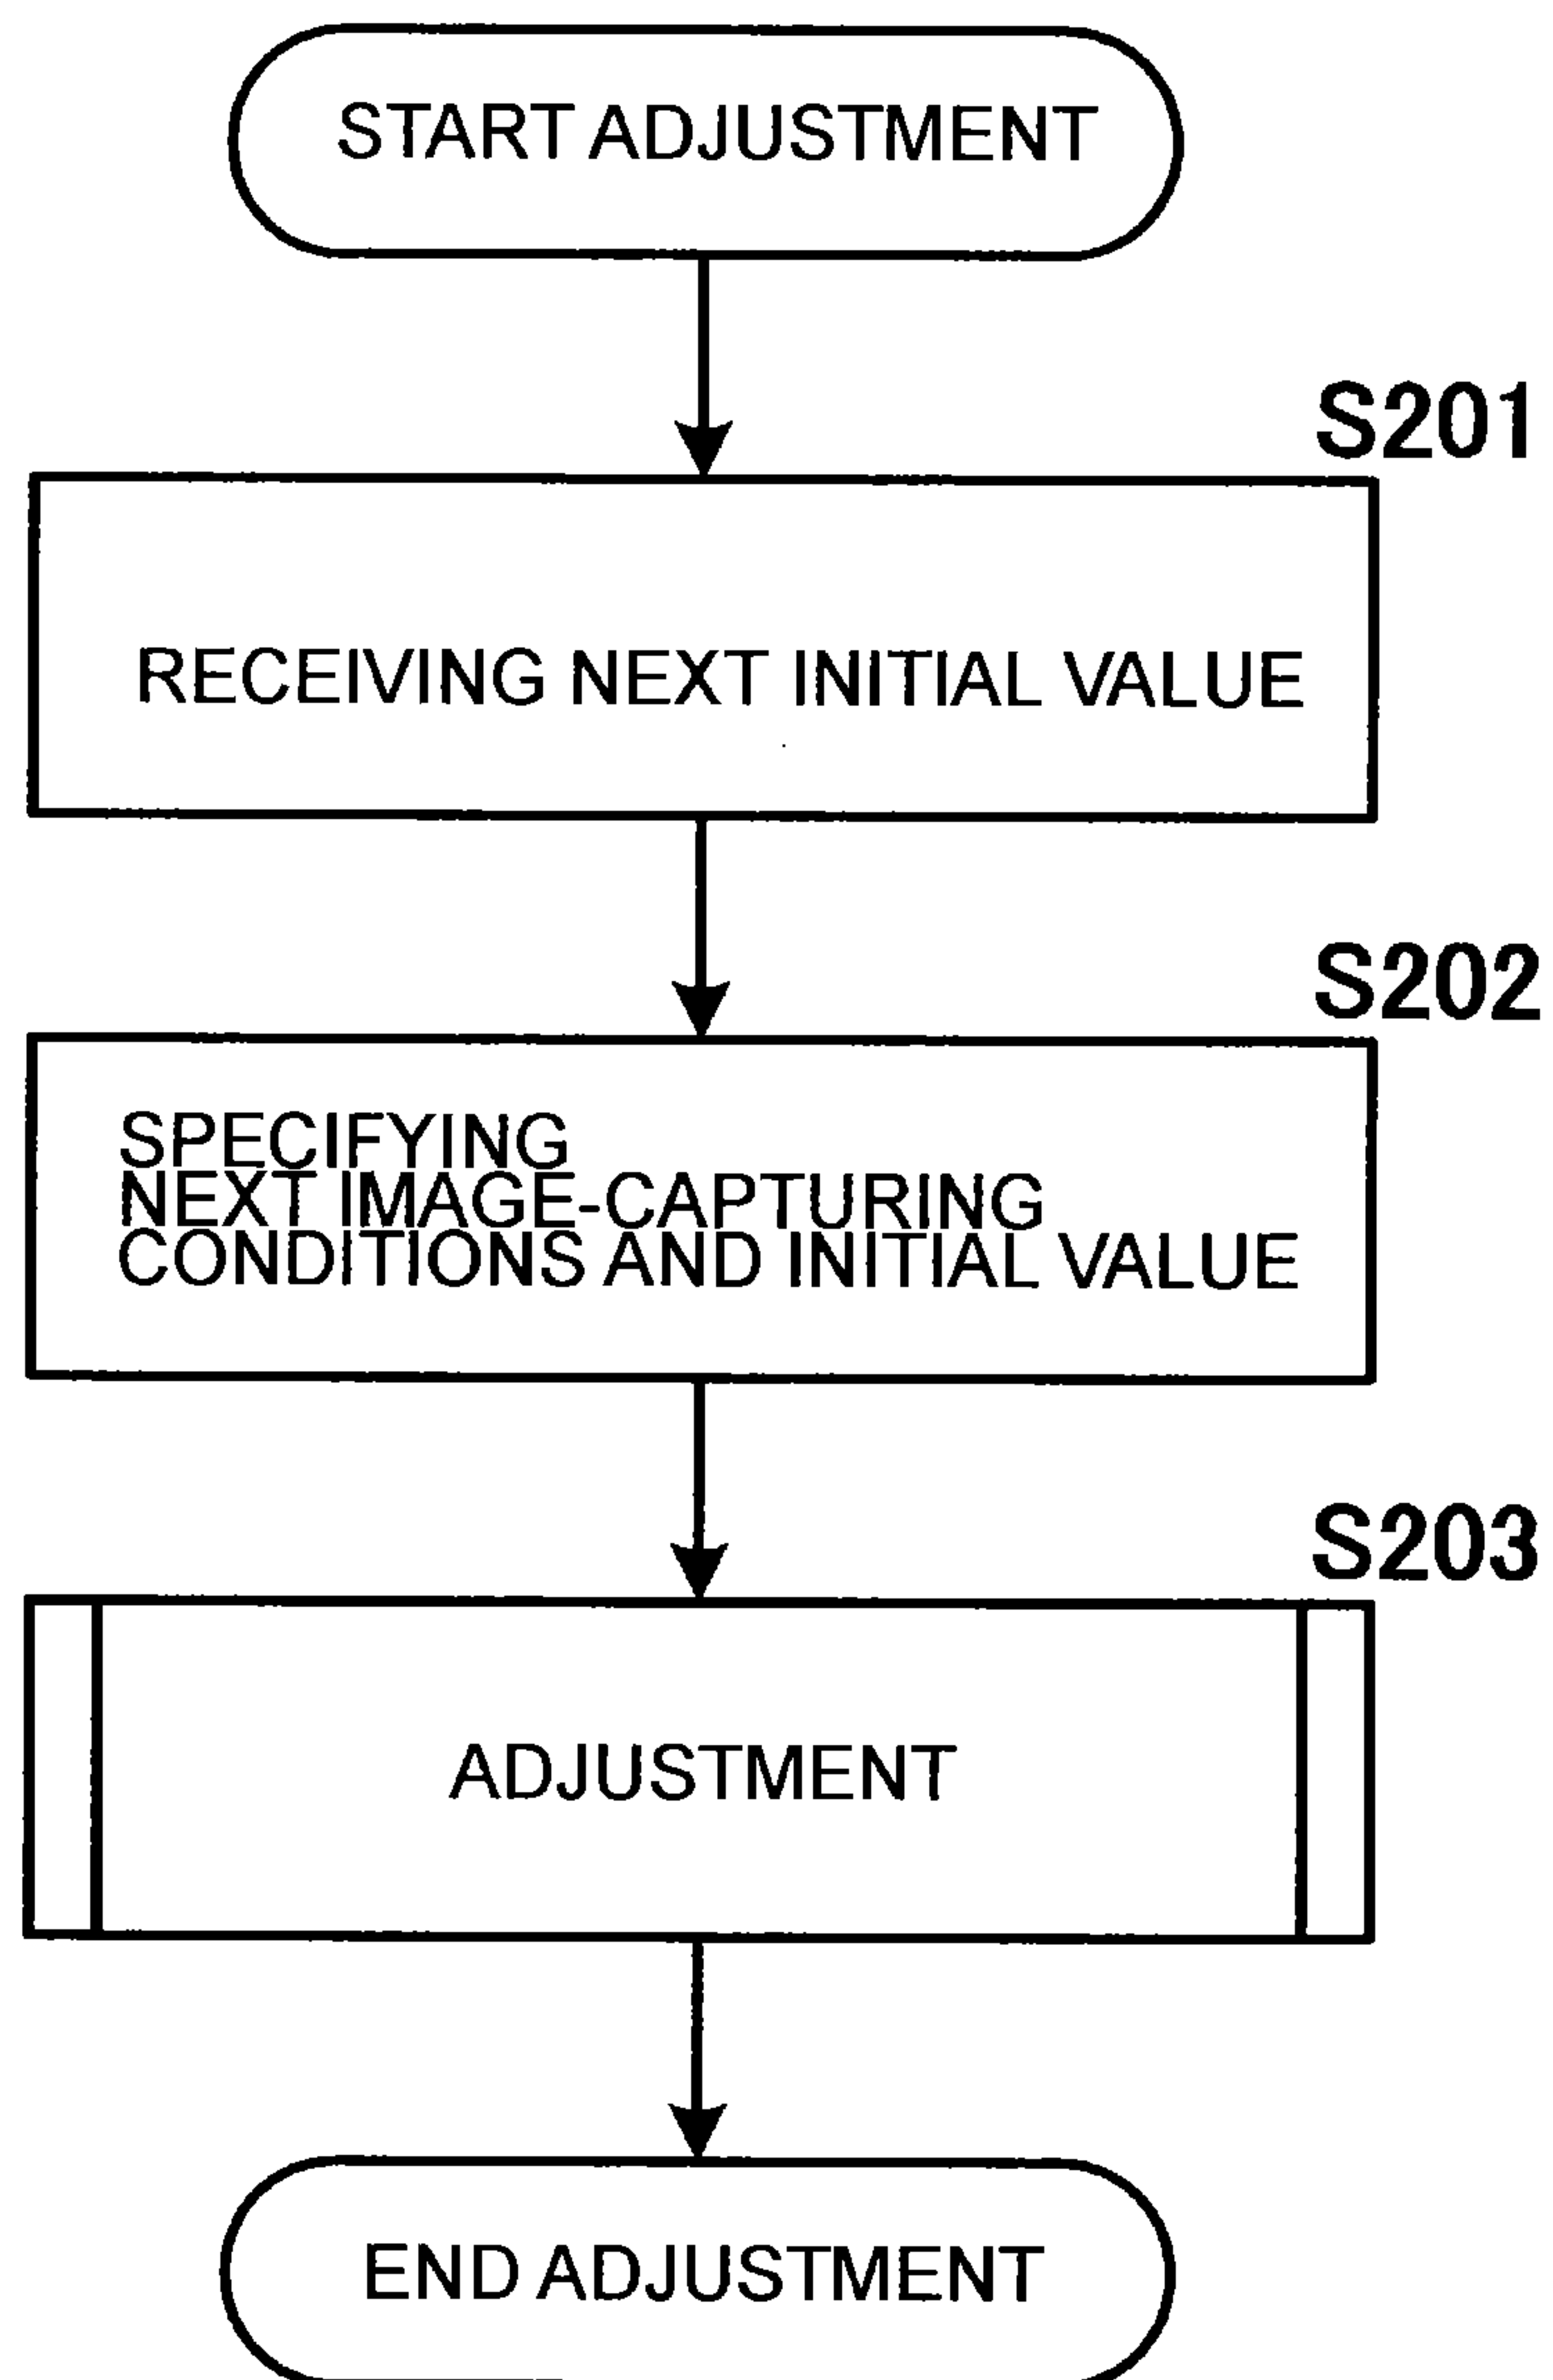 START ADJUSTMENT
S201
RECEIVING NEXT INITIAL VALUE
S202
SPECIFYING
NEXT IMAGE-CAPTURING
CONDITIONS AND INITIAL VALUE
S203
ADJUSTMENT
END ADJUSTMENT